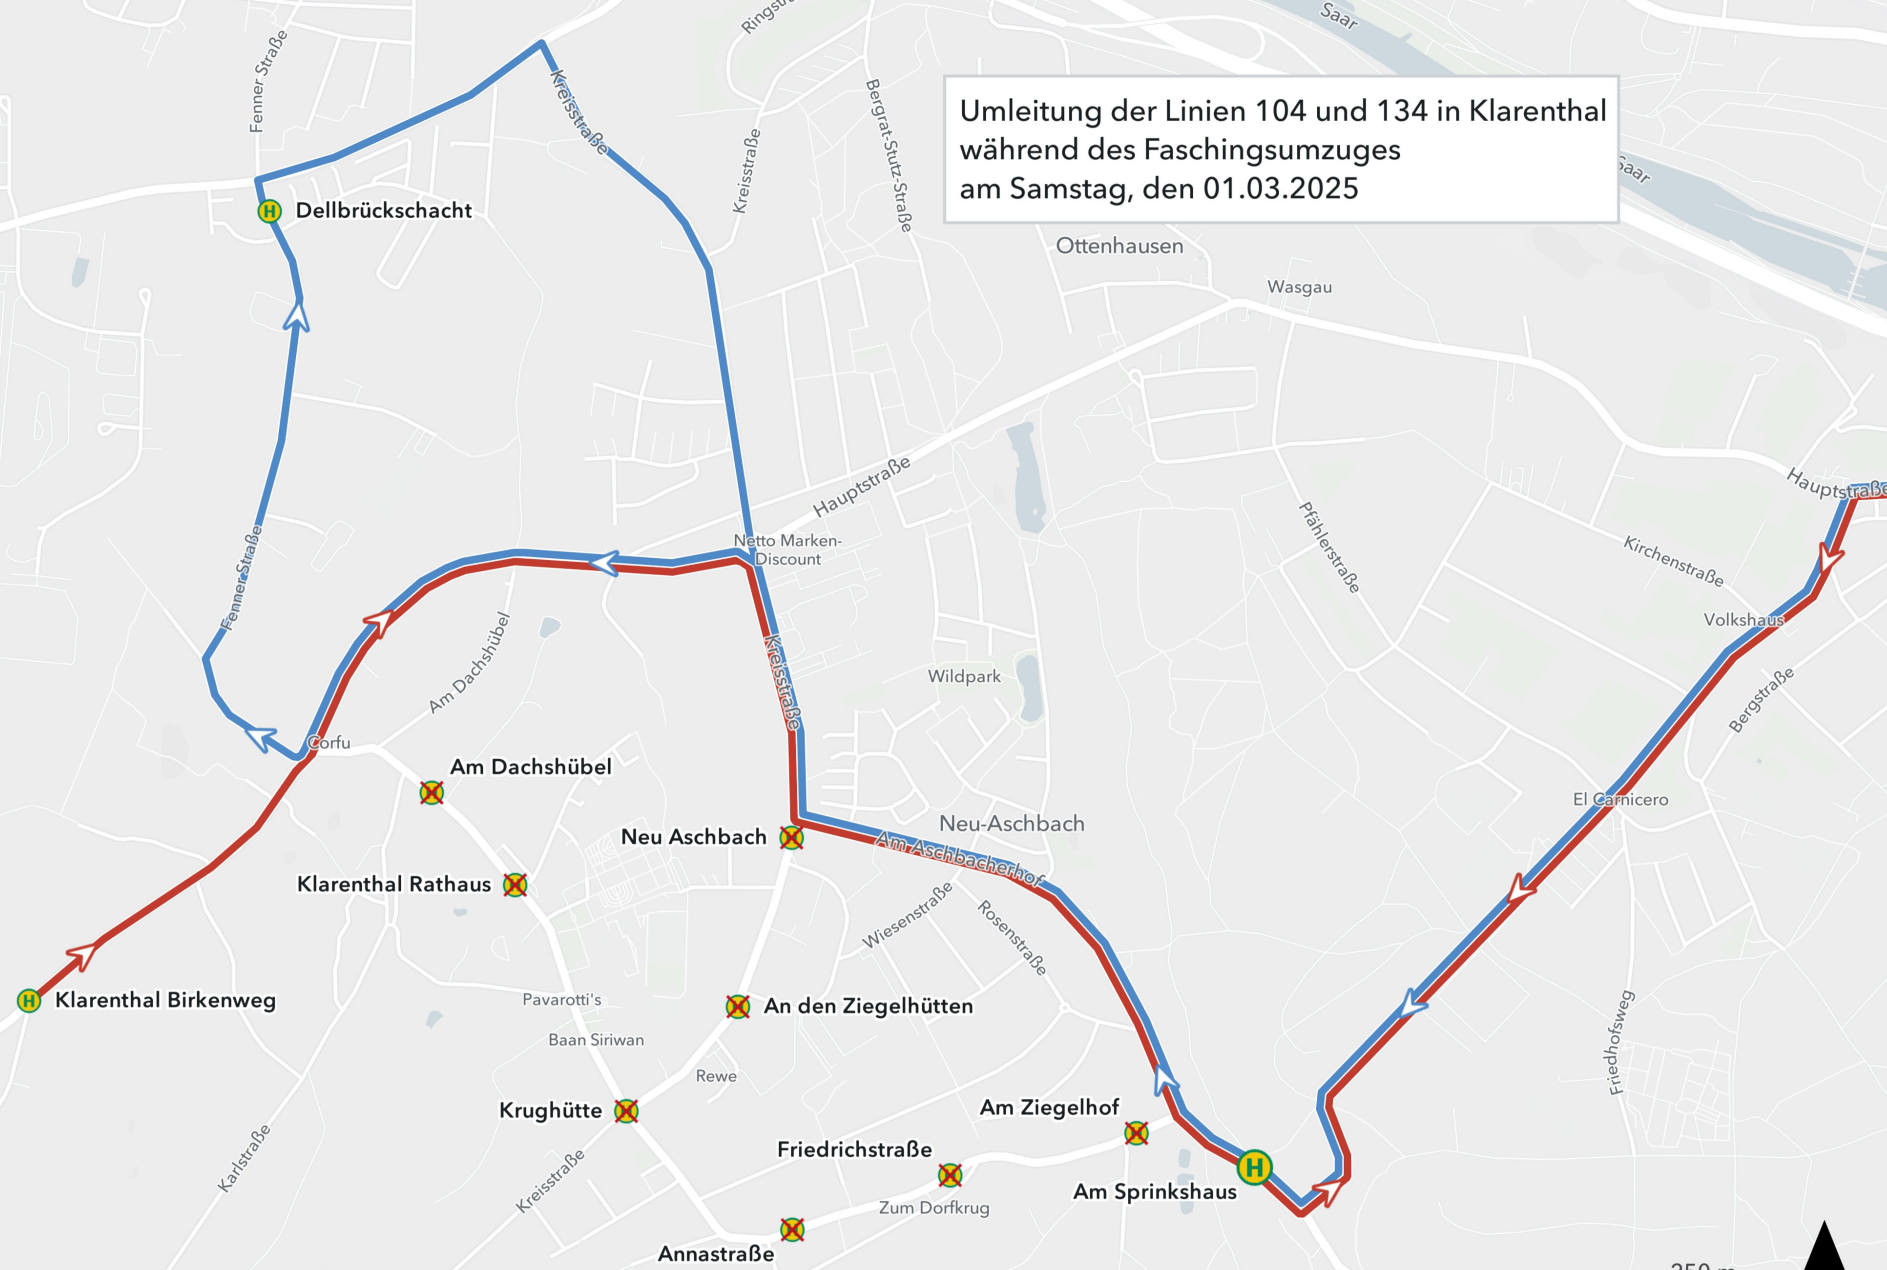 Saar
Ringstr
Fenner Straße
Kreisstraße
Bergrat-Stutz-Straße
Umleitung der Linien 104 und 134 in Klarenthal
während des Faschingsumzuges
am Samstag, den 01.03.2025
Saar
Kreisstraße
H Dellbrückschacht
Ottenhausen
Wasgau
Hauptstraße
Hauptstraße
Netto Marken-
Discount
Pfählerstraße
Kirchenstraße
Fenner Straße
Volkshaus
Am Dachshübel
Kreisstraße
Wildpark
Bergstraße
Corfu
Am Dachshübel
El Carnicero
Neu Aschbach
Neu-Aschbach
Am Aschbacherhof
Klarenthal Rathaus
Wiesenstraße
Rosenstraße
H Klarenthal Birkenweg
Pavarotti's
An den Ziegelhütten
Baan Siriwan
Friedhofsweg
Rewe
Krughütte
Am Ziegelhof
Karlstraße
Friedrichstraße
Kreisstraße
H
Am Sprinkshaus
Zum Dorfkrug
Annastraße